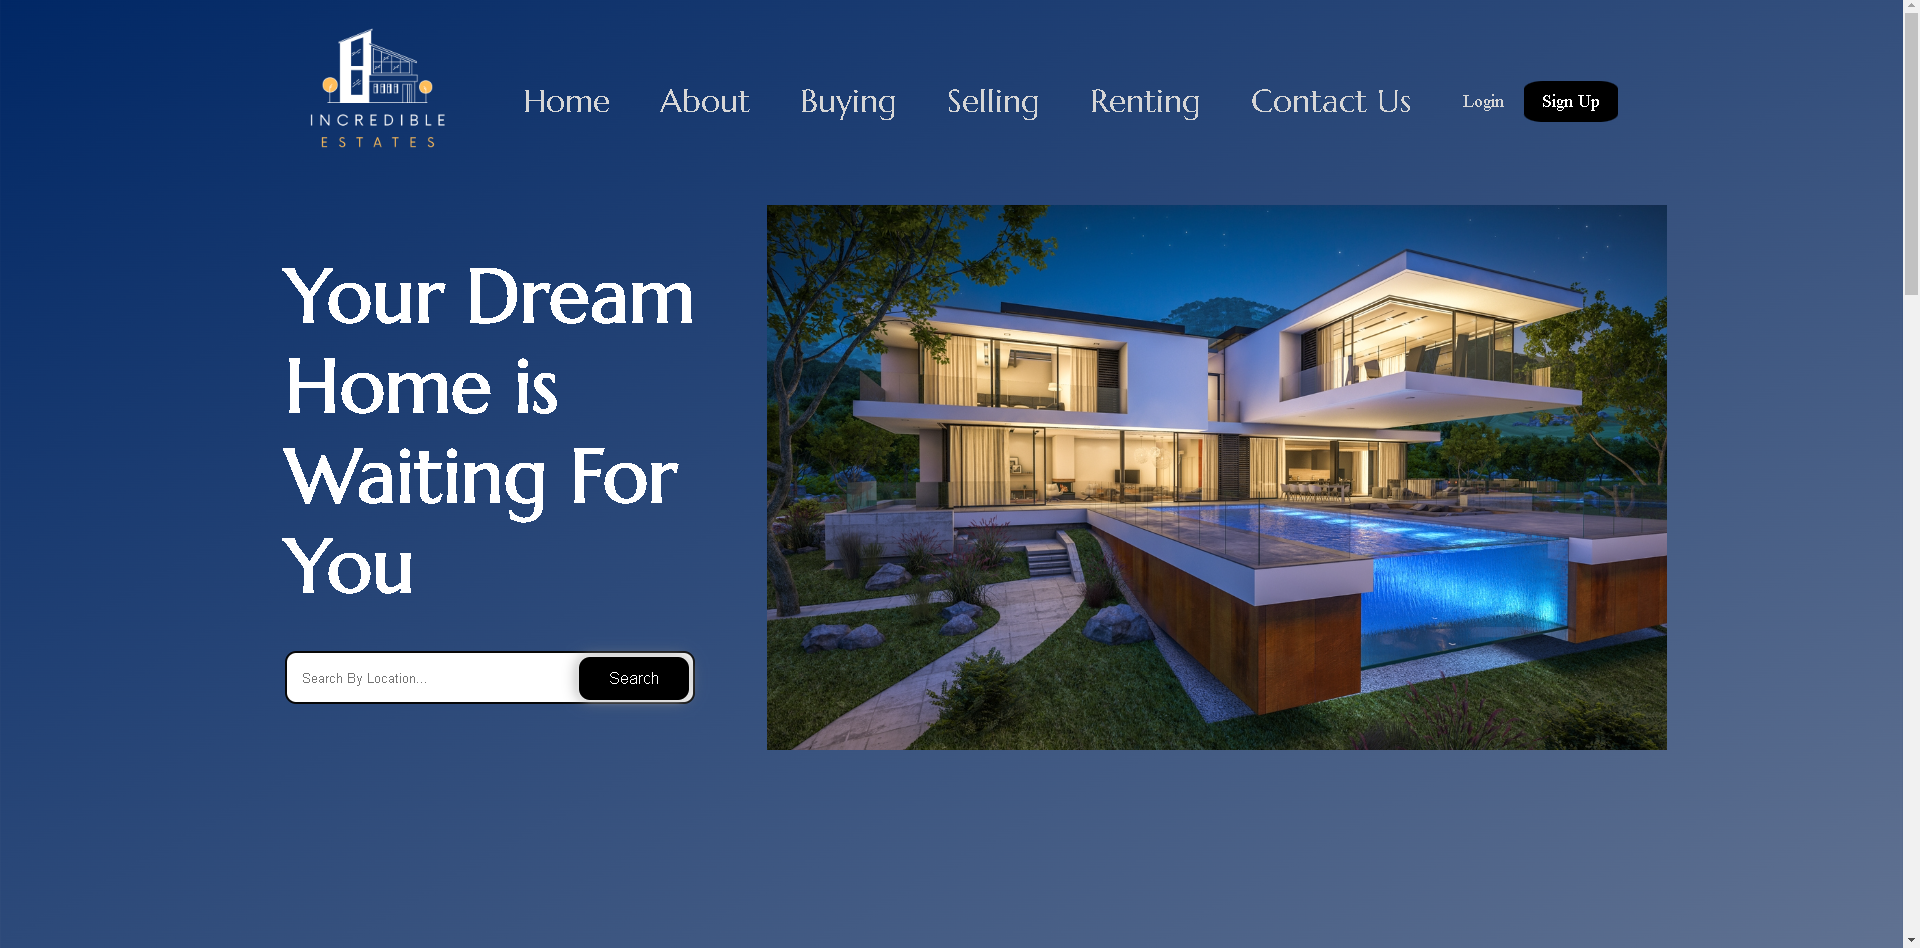 INCREDIBLE
ESTATES
Home About Buying Selling Renting Contact Us Login Sign Up
Your Dream
Home is
Waiting For
You
Search By Location... Search